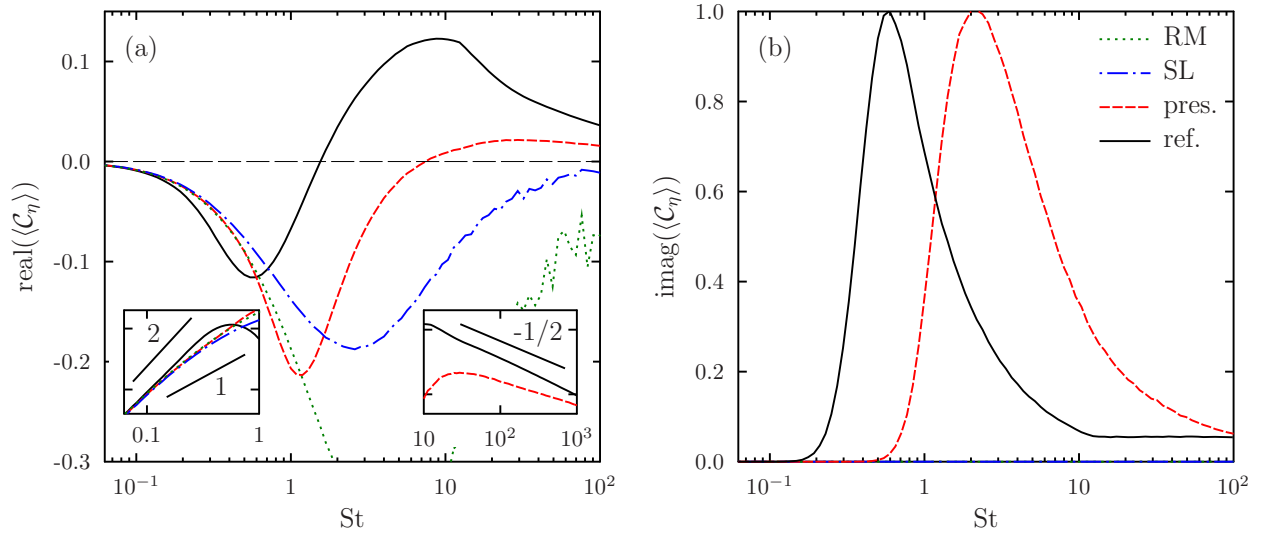 (a)
0.1
0.0
-0.1
-0.2
-0.3
real(⟨𝒞η⟩)
2
1
0.1 1
-1/2
10 10² 10³
10⁻¹ 1 10 10²
St
(b)
RM
SL
pres.
ref.
1.0
0.8
0.6
0.4
0.2
0.0
imag(⟨𝒞η⟩)
10⁻¹ 1 10 10²
St